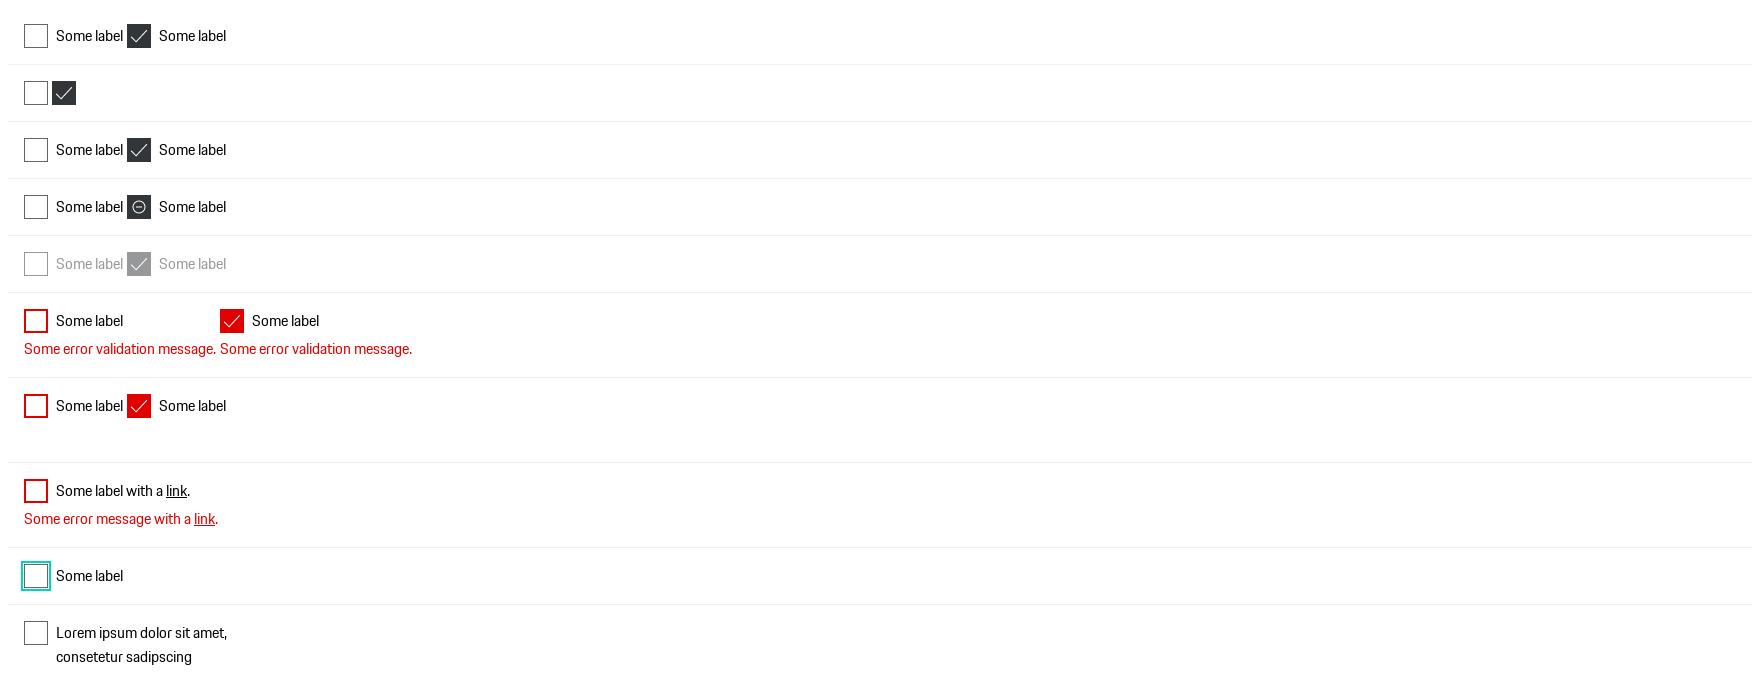 Some label Some label
Some label Some label
Some label Some label
Some label Some label
Some label Some label
Some error validation message. Some error validation message.
Some label Some label
Some label with a link.
Some error message with a link.
Some label
Lorem ipsum dolor sit amet,
consetetur sadipscing